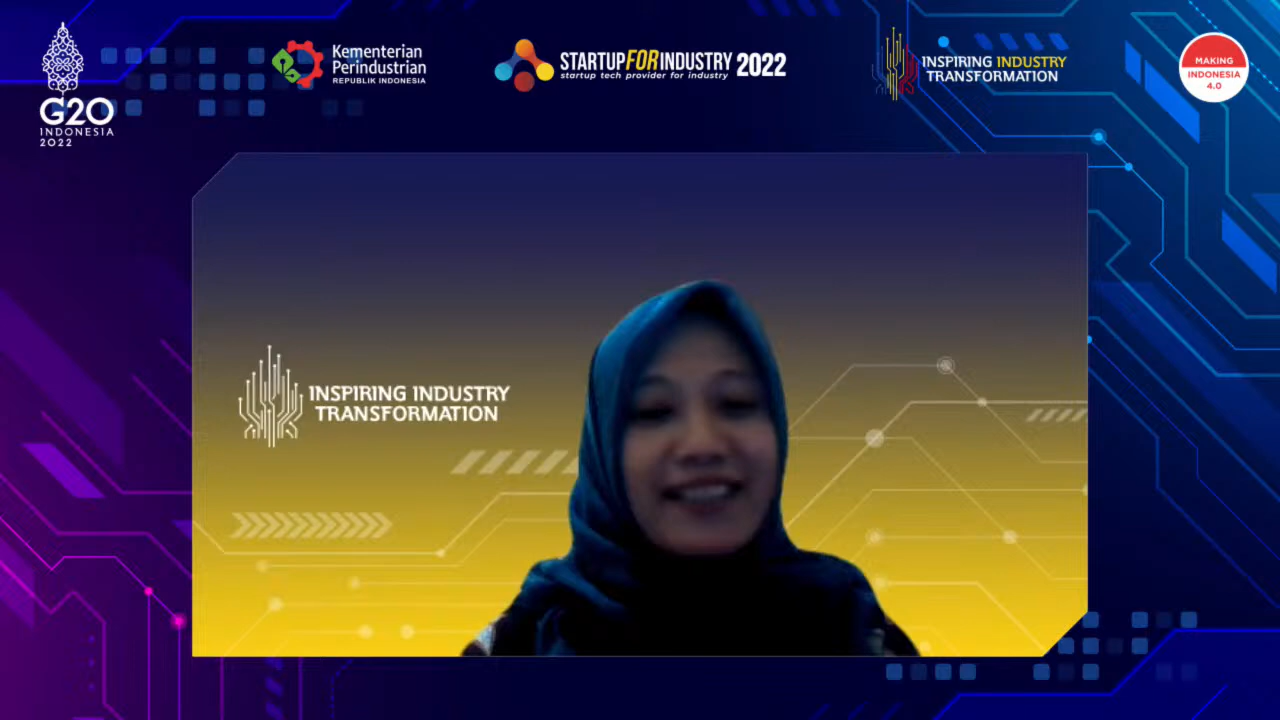 G20
INDONESIA
2022
Kementerian
Perindustrian
REPUBLIK INDONESIA
STARTUPFORINDUSTRY 2022
startup tech provider for industry
INSPIRING INDUSTRY
TRANSFORMATION
MAKING
INDONESIA
4.0
INSPIRING INDUSTRY
TRANSFORMATION